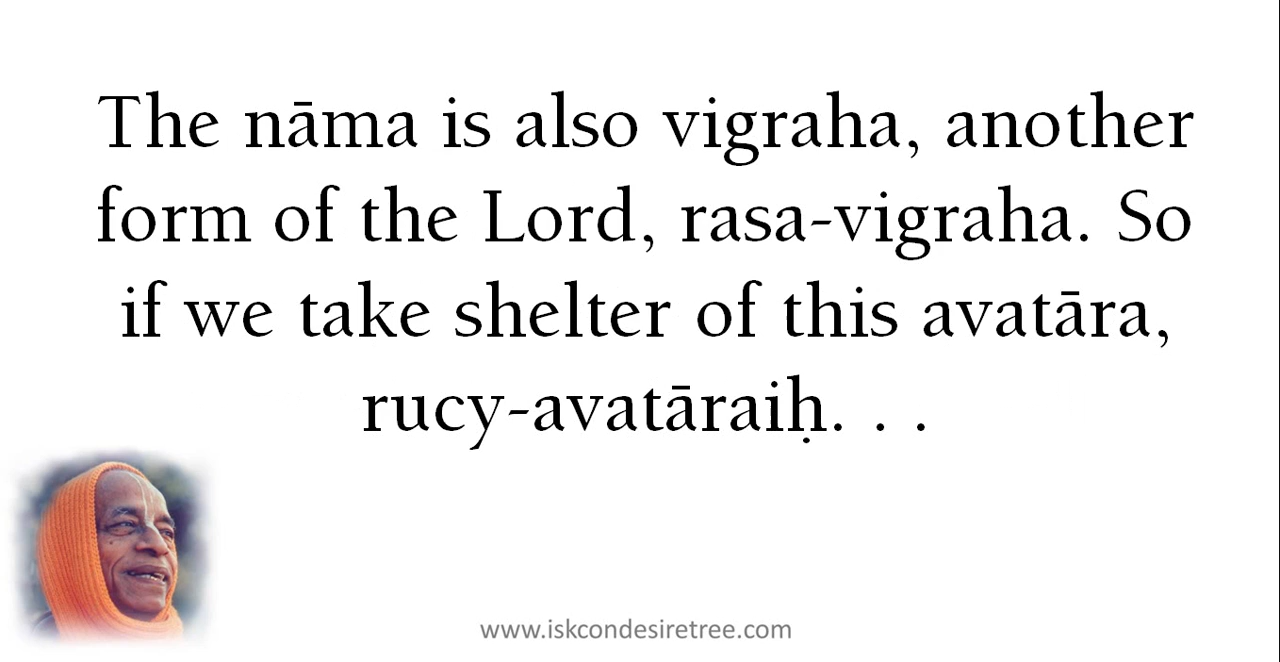 The nāma is also vigraha, another
form of the Lord, rasa-vigraha. So
if we take shelter of this avatāra,
rucy-avatāraiḥ. . .
www.iskcondesiretree.com